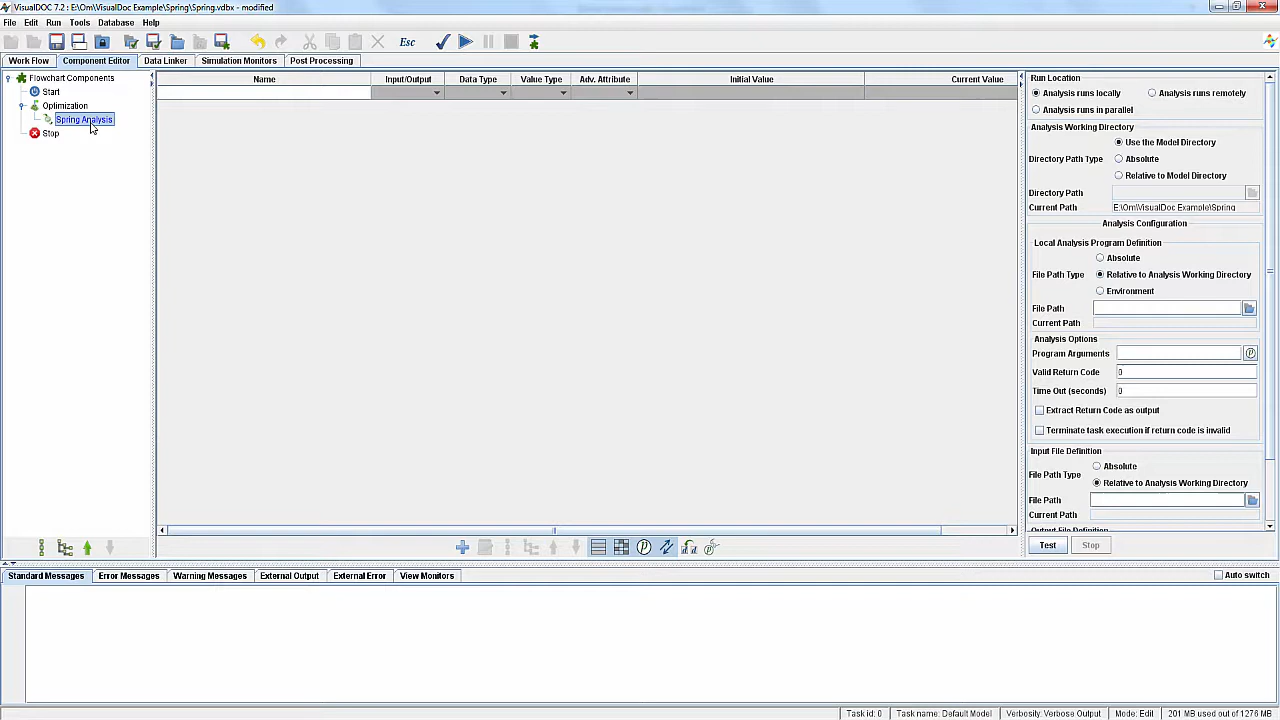 VisualDOC 7.2 : E:\Om\VisualDoc Example\Spring\Spring.vdbx - modified
File Edit Run Tools Database Help
Esc
Work Flow Component Editor Data Linker Simulation Monitors Post Processing
Flowchart Components
Start
Optimization
Spring Analysis
Stop
Name Input/Output Data Type Value Type Adv. Attribute Initial Value Current Value
Run Location
Analysis runs locally Analysis runs remotely
Analysis runs in parallel
Analysis Working Directory
Use the Model Directory
Directory Path Type Absolute
Relative to Model Directory
Directory Path
Current Path E:\Om\VisualDoc Example\Spring
Analysis Configuration
Local Analysis Program Definition
Absolute
File Path Type Relative to Analysis Working Directory
Environment
File Path
Current Path
Analysis Options
Program Arguments
Valid Return Code 0
Time Out (seconds) 0
Extract Return Code as output
Terminate task execution if return code is invalid
Input File Definition
Absolute
File Path Type
Relative to Analysis Working Directory
File Path
Current Path
Output File Definition
Test Stop
Standard Messages Error Messages Warning Messages External Output External Error View Monitors Auto switch
Task id: 0 Task name: Default Model Verbosity: Verbose Output Mode: Edit 201 MB used out of 1276 MB